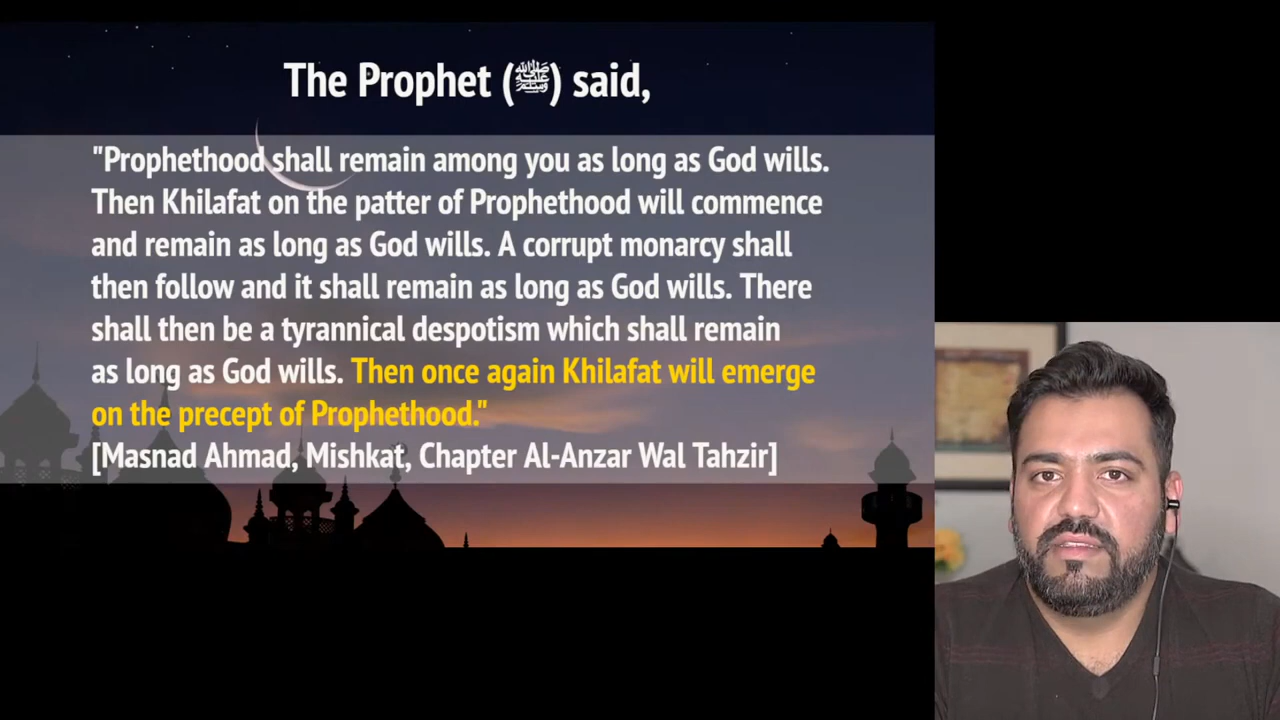 The Prophet (ﷺ) said,
"Prophethood shall remain among you as long as God wills.
Then Khilafat on the patter of Prophethood will commence
and remain as long as God wills. A corrupt monarcy shall
then follow and it shall remain as long as God wills. There
shall then be a tyrannical despotism which shall remain
as long as God wills. Then once again Khilafat will emerge
on the precept of Prophethood."
[Masnad Ahmad, Mishkat, Chapter Al-Anzar Wal Tahzir]